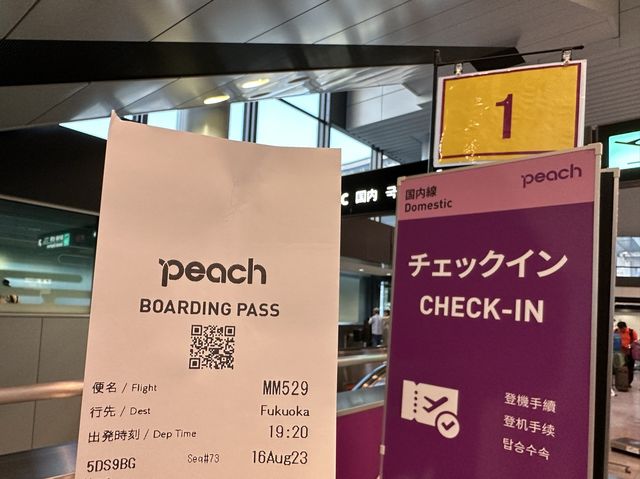 1
C 国内 국
国内線
Domestic
peach
チェックイン
CHECK-IN
登機手續
登机手续
탑승수속
peach
BOARDING PASS
便名 / Flight MM529
行先 / Dest Fukuoka
出発時刻 / Dep Time 19:20
5DS9BG Seq#73 16Aug23